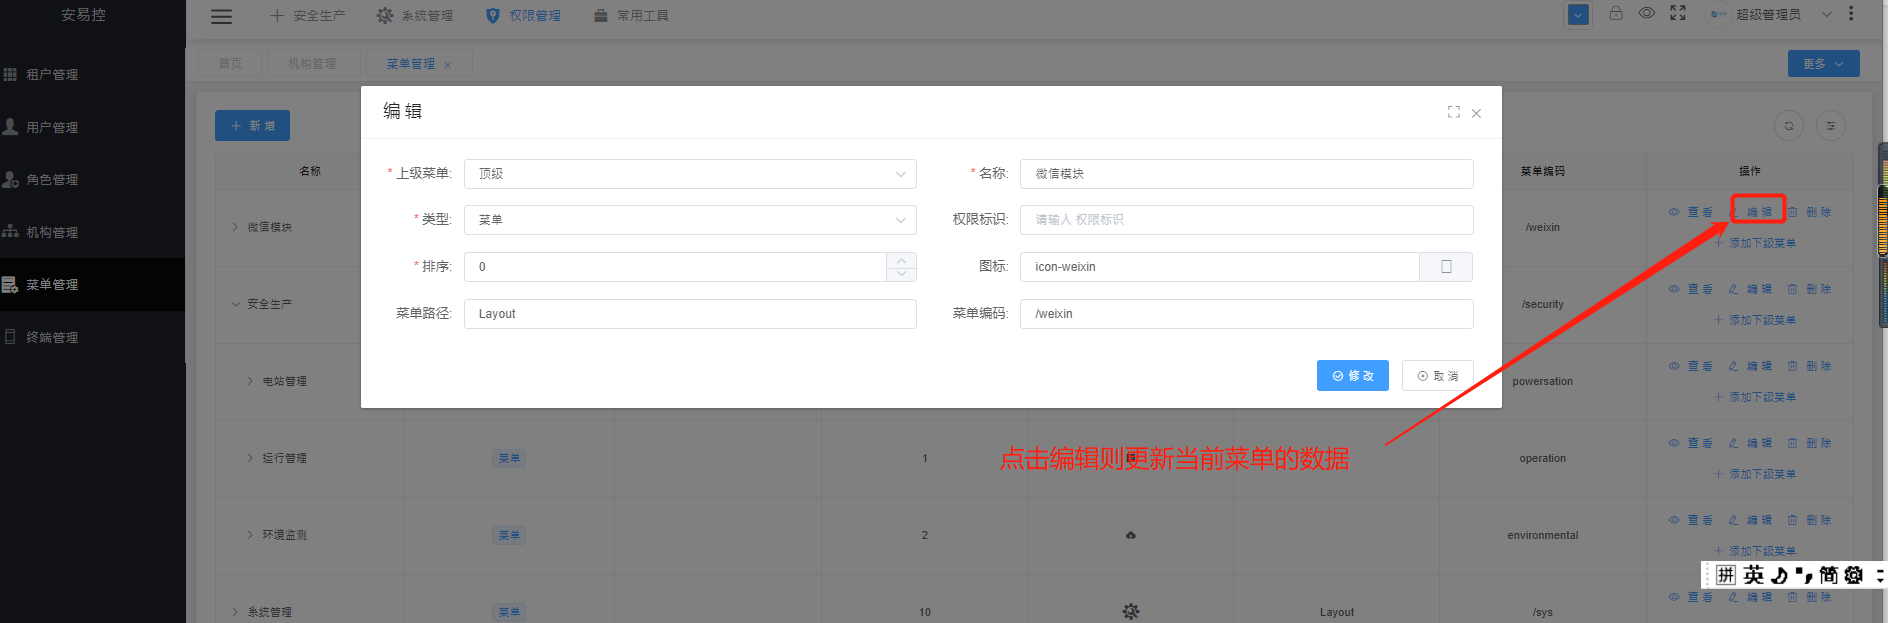 安易控
安全生产 系统管理 权限管理 常用工具 超级管理员
首页 机构管理 菜单管理 × 更多
租户管理
用户管理
角色管理
机构管理
菜单管理
终端管理
新 增
编 辑
* 上级菜单: 顶级 * 名称: 微信模块
* 类型: 菜单 权限标识: 请输入 权限标识
* 排序: 0 图标: icon-weixin
菜单路径: Layout 菜单编码: /weixin
修 改 取 消
名称 菜单编码 操作
微信模块 /weixin 查 看 编 辑 删 除
添加下级菜单
安全生产 /security 查 看 编 辑 删 除
添加下级菜单
电站管理 powersation 查 看 编 辑 删 除
添加下级菜单
点击编辑则更新当前菜单的数据
运行管理 菜单 1 operation 查 看 编 辑 删 除
添加下级菜单
环境监测 菜单 2 environmental 查 看 编 辑 删 除
添加下级菜单
拼 英 简
系统管理 菜单 10 Layout /sys 查 看 编 辑 删 除